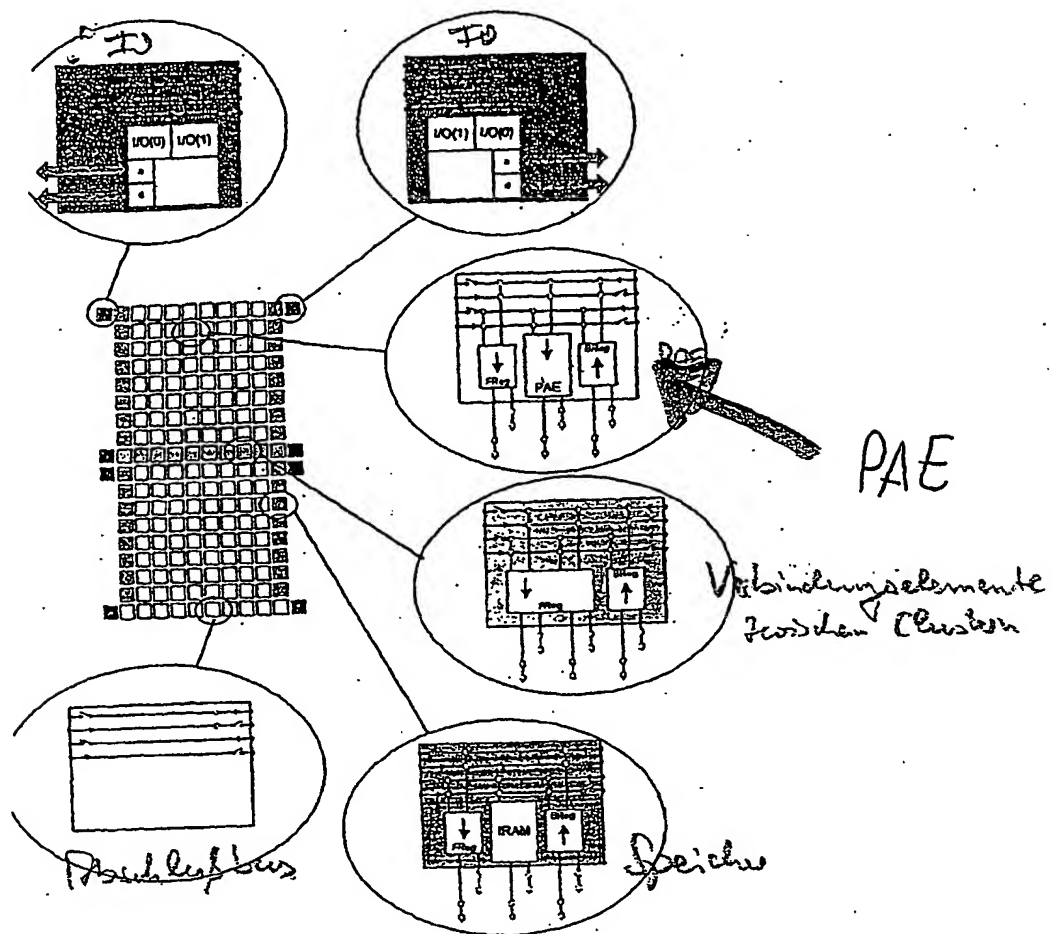 IO
IO
I/O(0) I/O(1)
a
d
I/O(1) I/O(0)
a
d
FReg
PAE
BReg
PAE
FReg
BReg
Verbindungselemente
zwischen Clustern
FReg
IRAM
BReg
Speicher
Abschlußbus